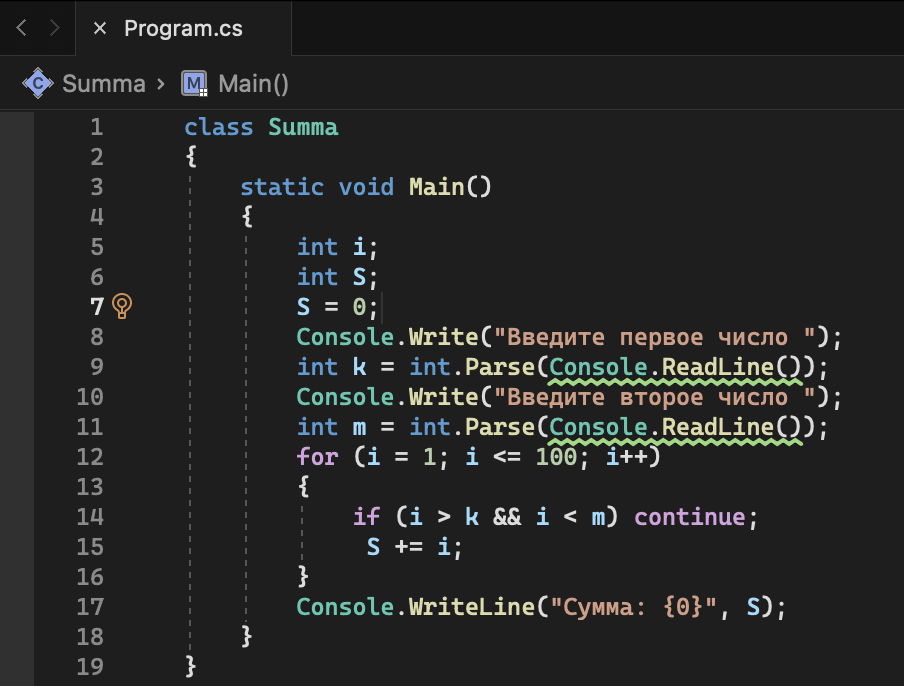 Program.cs
Summa > Main()
1 class Summa
2 {
3 static void Main()
4 {
5 int i;
6 int S;
7 S = 0;
8 Console.Write("Введите первое число ");
9 int k = int.Parse(Console.ReadLine());
10 Console.Write("Введите второе число ");
11 int m = int.Parse(Console.ReadLine());
12 for (i = 1; i <= 100; i++)
13 {
14 if (i > k && i < m) continue;
15 S += i;
16 }
17 Console.WriteLine("Сумма: {0}", S);
18 }
19 }